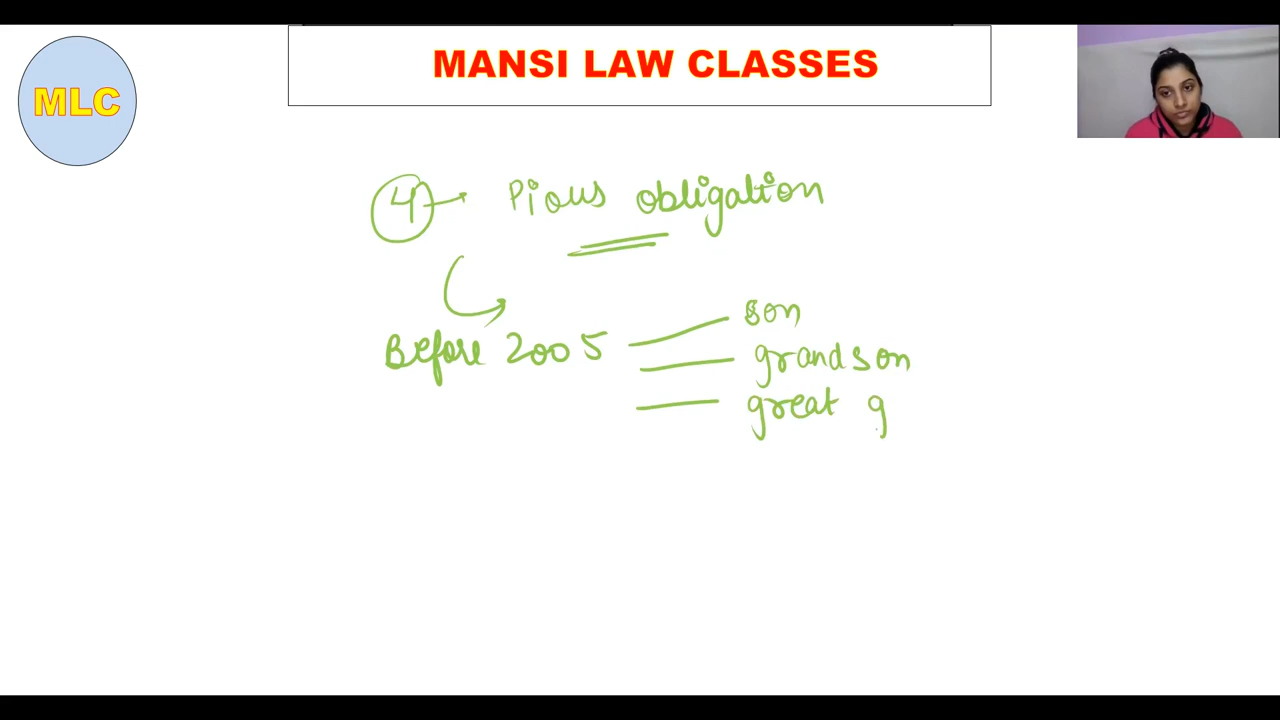 MANSI LAW CLASSES
MLC
4 → Pious obligation
Before 2005
son
grandson
great g